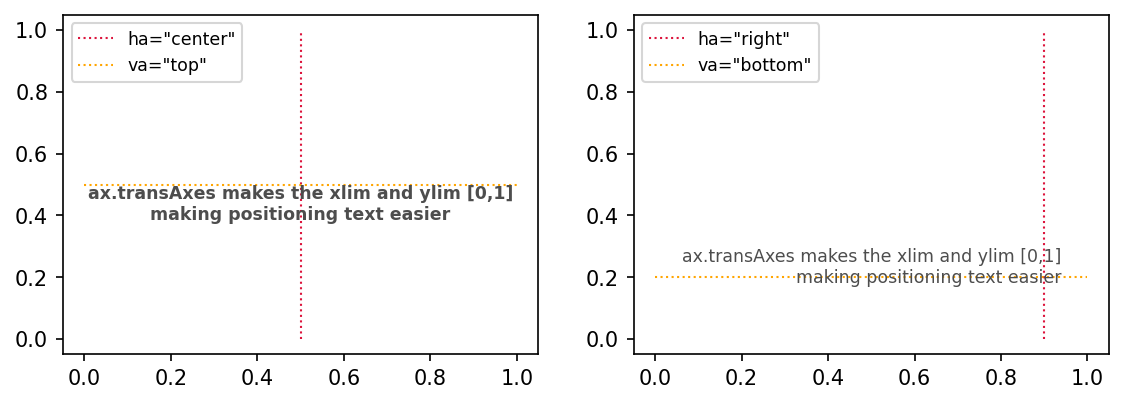 1.0
0.8
0.6
0.4
0.2
0.0
ha="center"
va="top"
ax.transAxes makes the xlim and ylim [0,1]
making positioning text easier
0.0 0.2 0.4 0.6 0.8 1.0
1.0
0.8
0.6
0.4
0.2
0.0
ha="right"
va="bottom"
ax.transAxes makes the xlim and ylim [0,1]
making positioning text easier
0.0 0.2 0.4 0.6 0.8 1.0